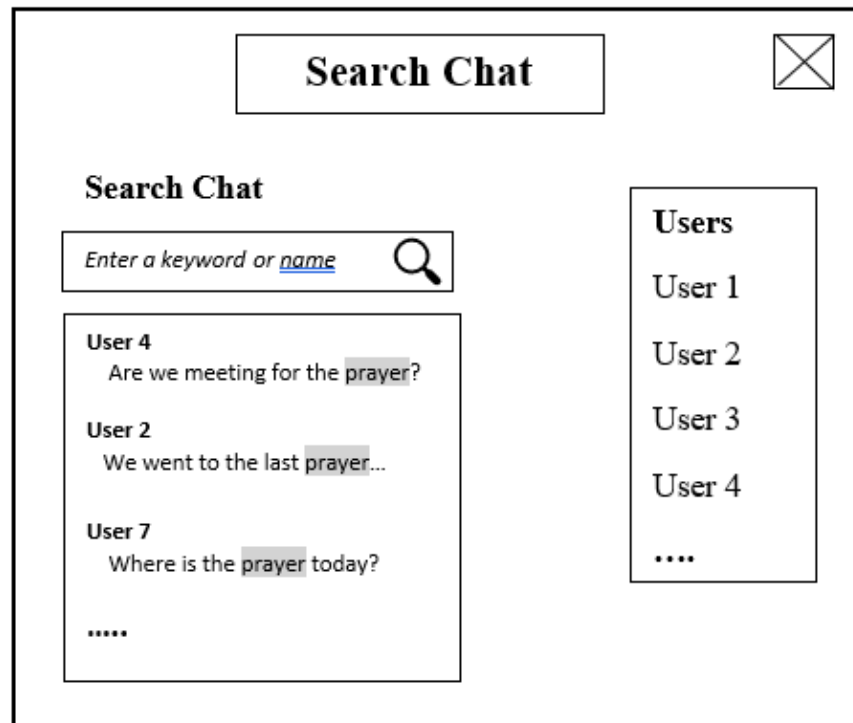 Search Chat
Search Chat
Enter a keyword or name
User 4
Are we meeting for the prayer?
User 2
We went to the last prayer...
User 7
Where is the prayer today?
.....
Users
User 1
User 2
User 3
User 4
....